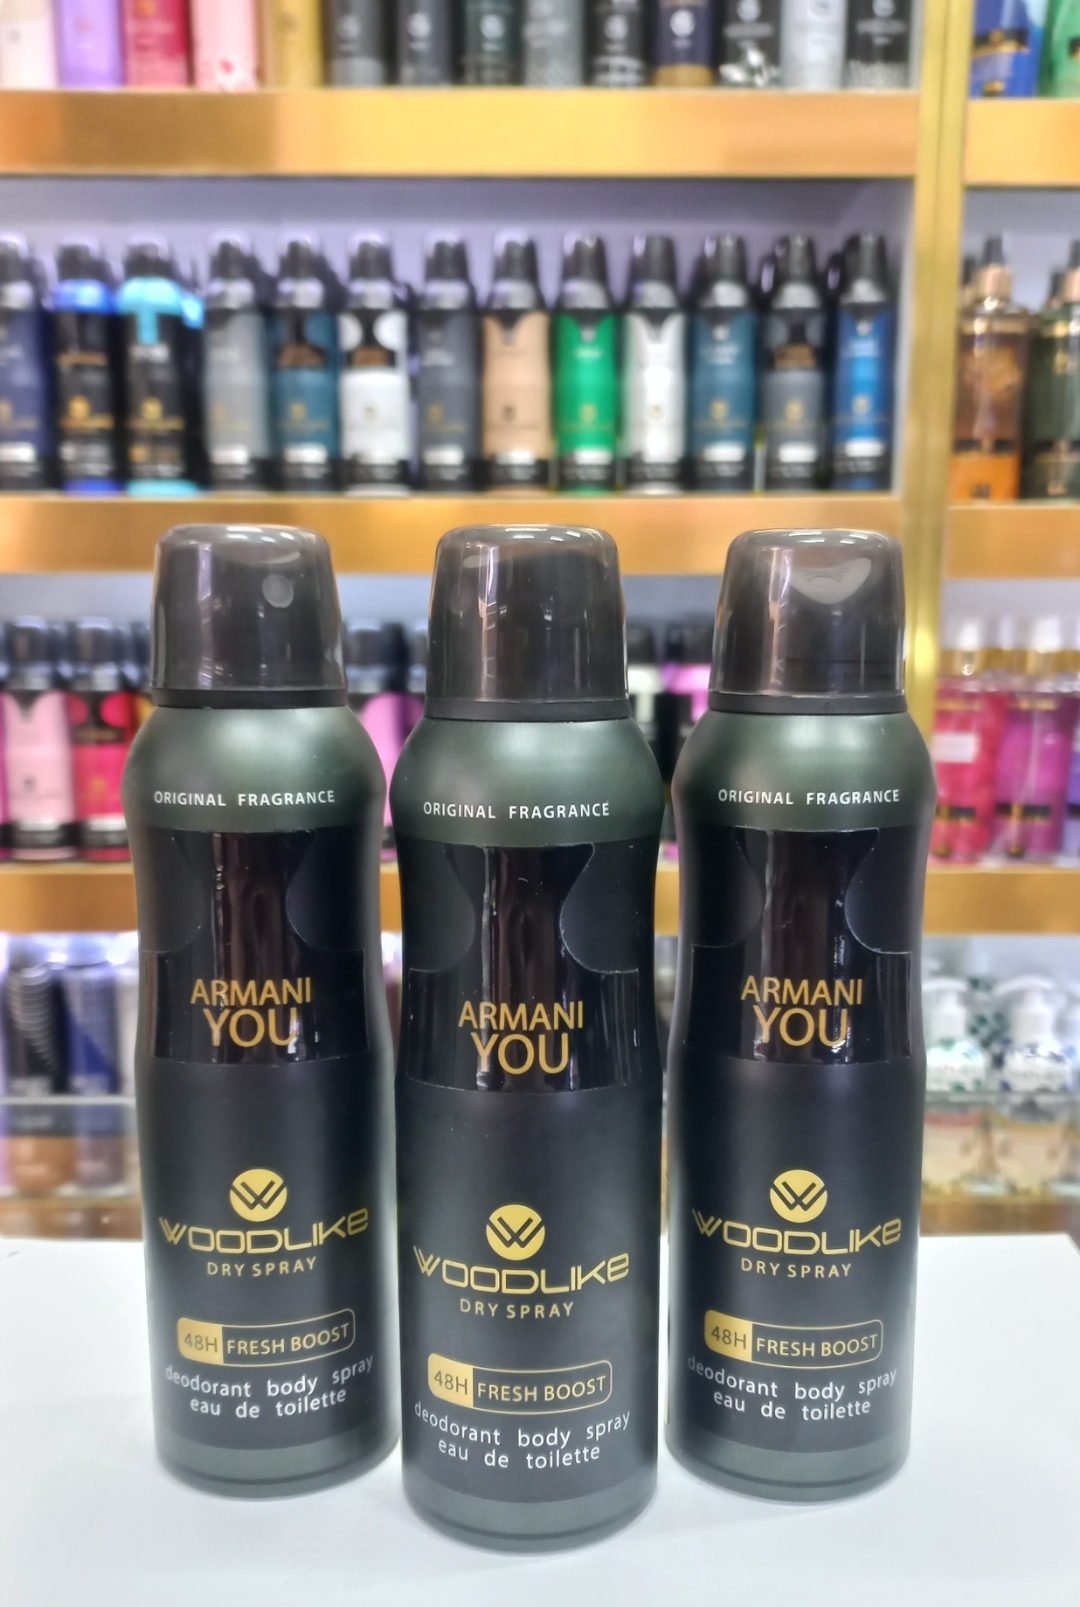 ORIGINAL FRAGRANCE
ARMANI
YOU
WOODLIKE
DRY SPRAY
48H FRESH BOOST
deodorant body spray
eau de toilette
ORIGINAL FRAGRANCE
ARMANI
YOU
WOODLIKE
DRY SPRAY
48H FRESH BOOST
deodorant body spray
eau de toilette
ORIGINAL FRAGRANCE
ARMANI
YOU
WOODLIKE
DRY SPRAY
48H FRESH BOOST
deodorant body spray
eau de toilette